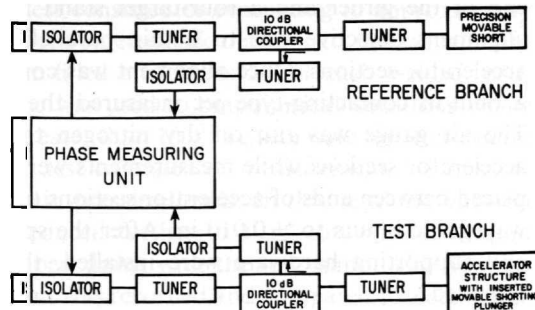 ISOLATOR
TUNER
10 dB
DIRECTIONAL
COUPLER
TUNER
PRECISION
MOVABLE
SHORT
ISOLATOR
TUNER
REFERENCE BRANCH
PHASE MEASURING
UNIT
TEST BRANCH
ISOLATOR
TUNER
ISOLATOR
TUNER
10 dB
DIRECTIONAL
COUPLER
TUNER
ACCELERATOR
STRUCTURE
WITH INSERTED
MOVABLE SHORTING
PLUNGER